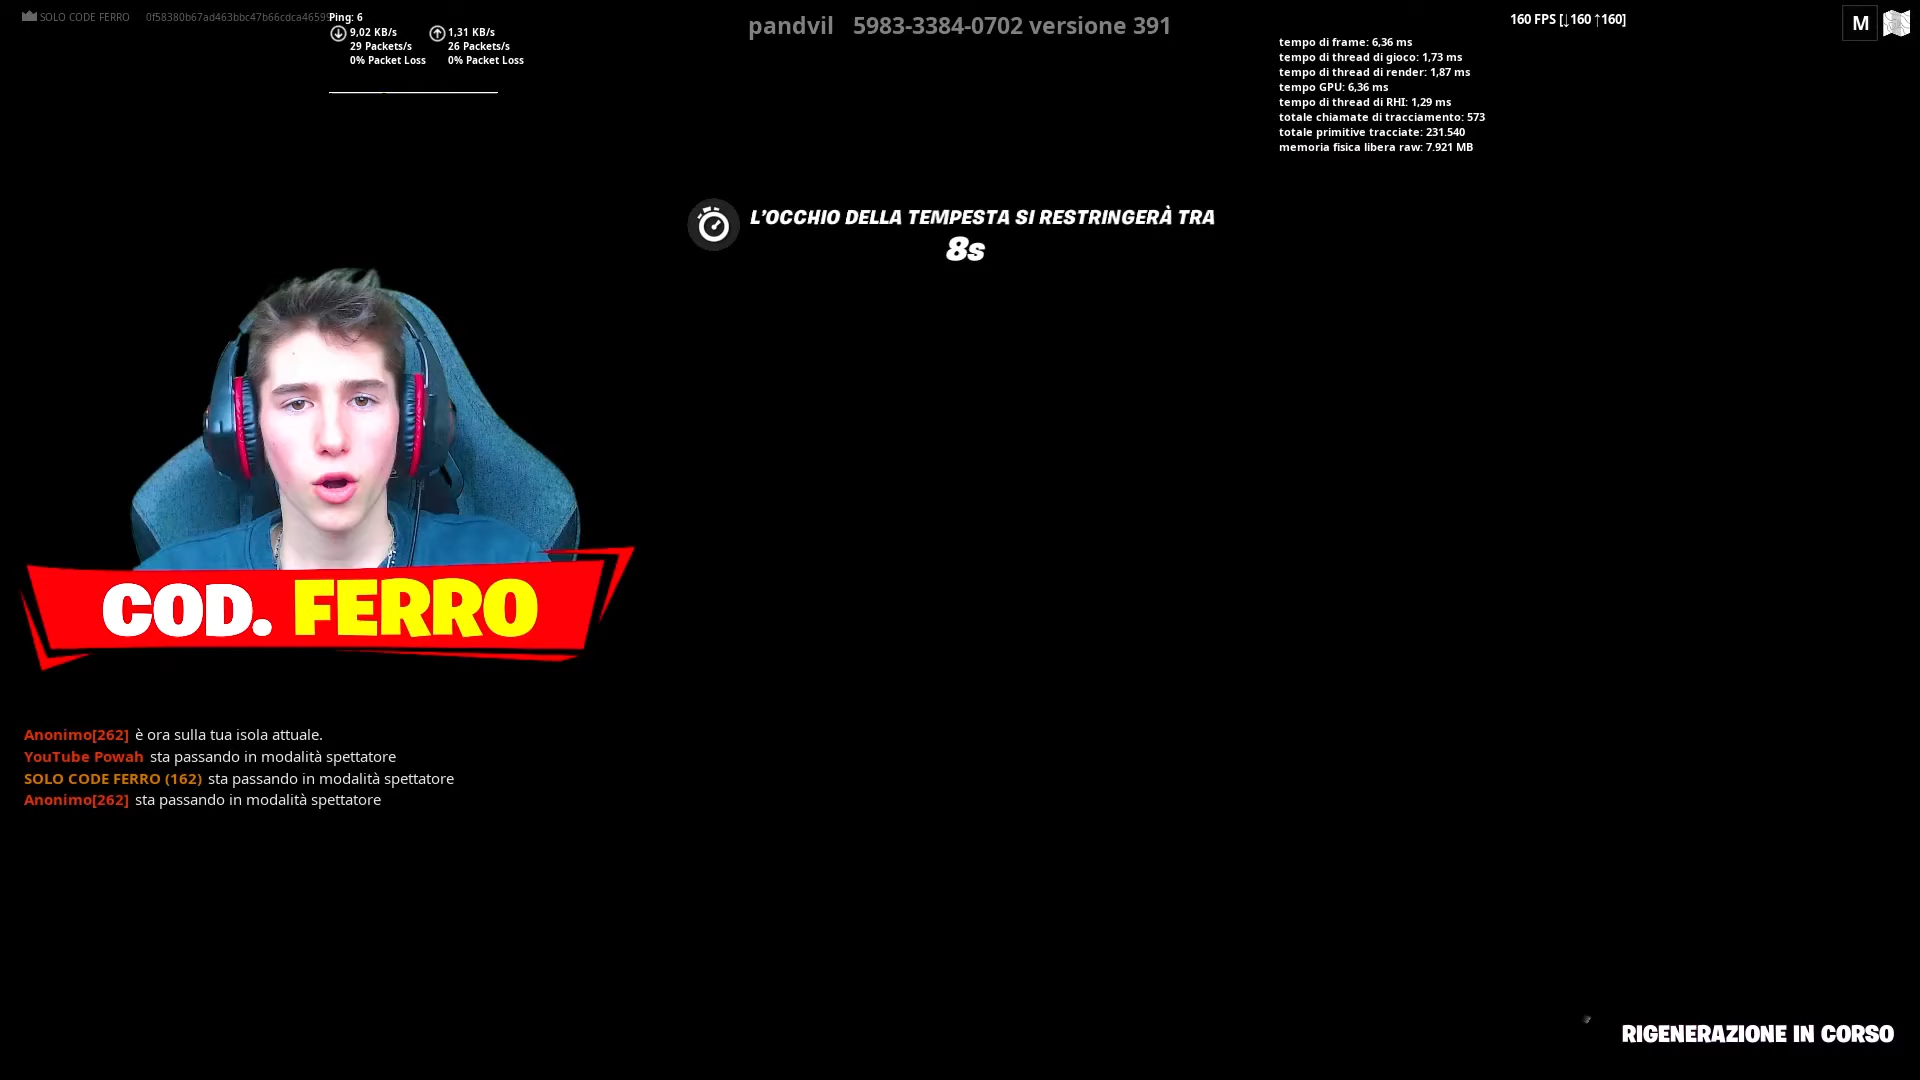 SOLO CODE FERRO 0f58380b67ad463bbc47b66cdca4659
Ping: 6
9,02 KB/s 1,31 KB/s
29 Packets/s 26 Packets/s
0% Packet Loss 0% Packet Loss
pandvil 5983-3384-0702 versione 391
160 FPS [↓160 ↑160]
M
tempo di frame: 6,36 ms
tempo di thread di gioco: 1,73 ms
tempo di thread di render: 1,87 ms
tempo GPU: 6,36 ms
tempo di thread di RHI: 1,29 ms
totale chiamate di tracciamento: 573
totale primitive tracciate: 231.540
memoria fisica libera raw: 7.921 MB
L'OCCHIO DELLA TEMPESTA SI RESTRINGERÀ TRA
8s
COD. FERRO
Anonimo[262] è ora sulla tua isola attuale.
YouTube Powah sta passando in modalità spettatore
SOLO CODE FERRO (162) sta passando in modalità spettatore
Anonimo[262] sta passando in modalità spettatore
RIGENERAZIONE IN CORSO